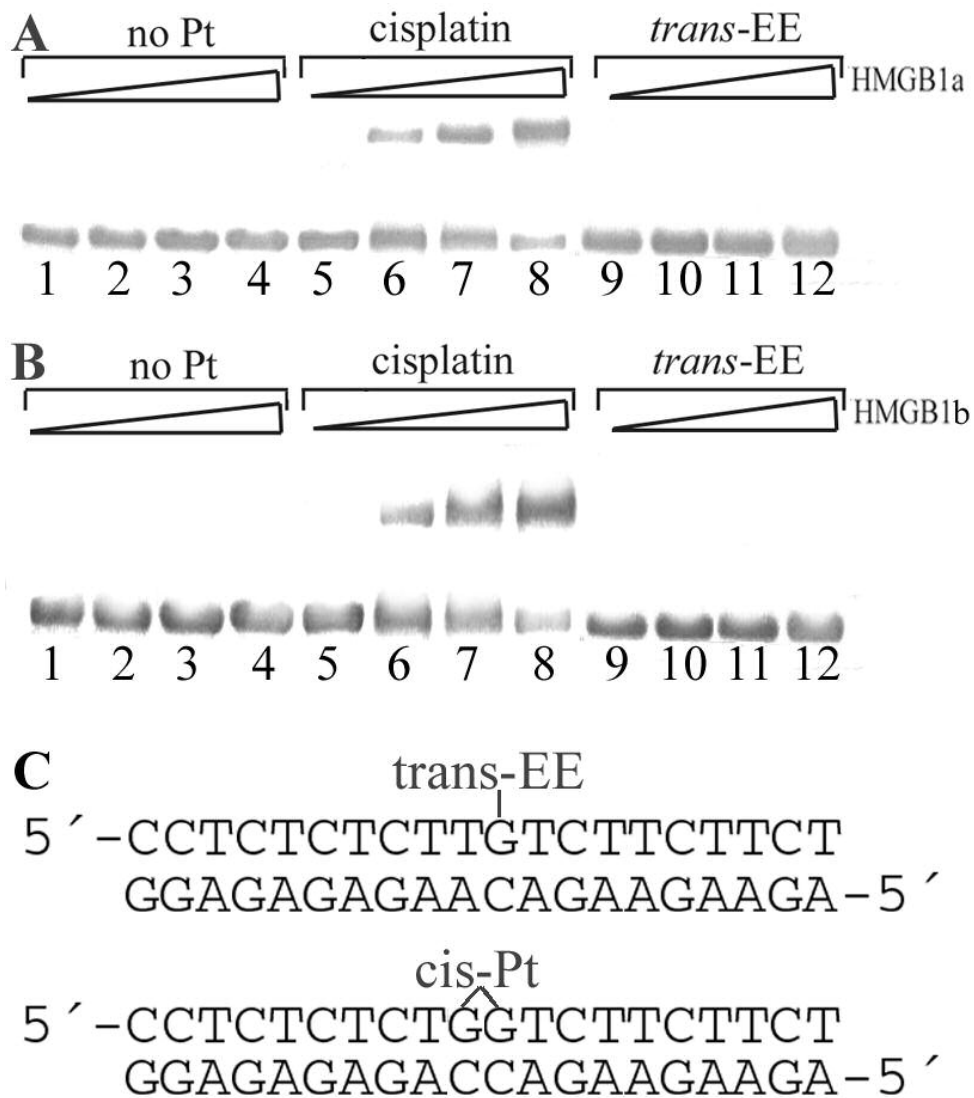 A no Pt cisplatin trans-EE
HMGB1a
1 2 3 4 5 6 7 8 9 10 11 12
B no Pt cisplatin trans-EE
HMGB1b
1 2 3 4 5 6 7 8 9 10 11 12
C trans-EE
5´-CCTCTCTCTTGTCTTCTTCT
GGAGAGAGAACAGAAGAAGA-5´
cis-Pt
5´-CCTCTCTCTGGTCTTCTTCT
GGAGAGAGACCAGAAGAAGA-5´